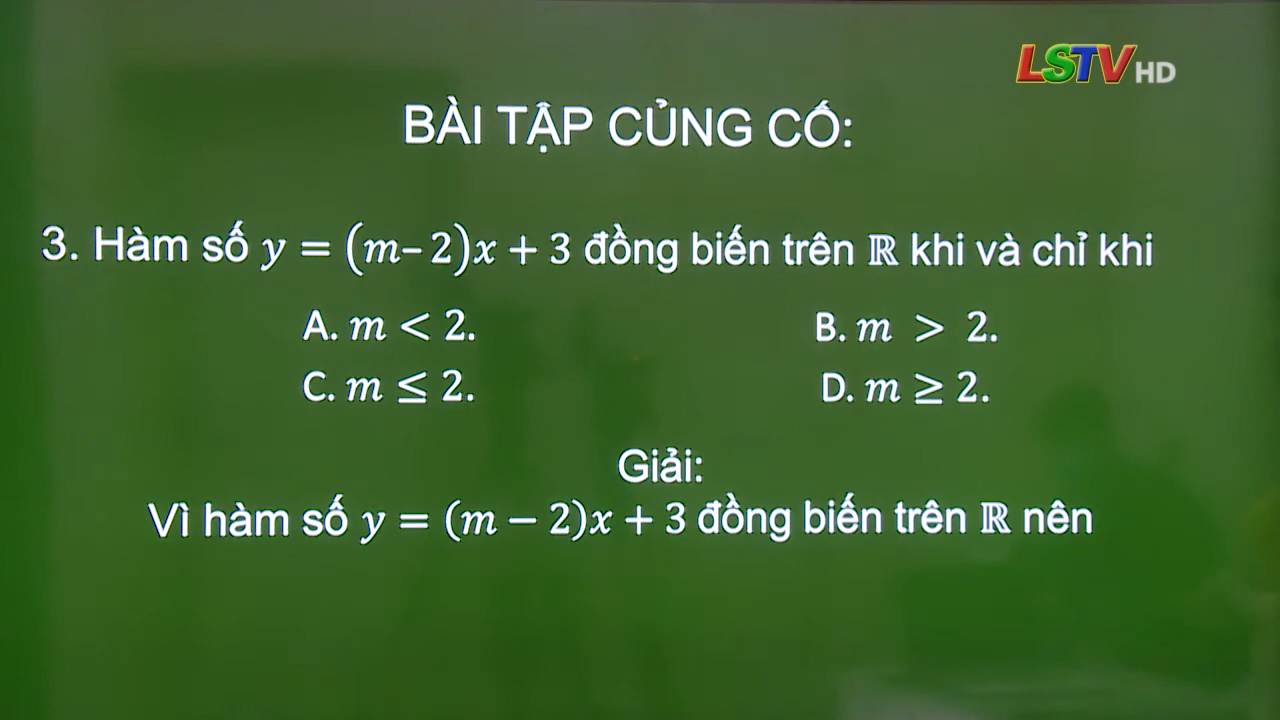 LSTV HD
BÀI TẬP CỦNG CỐ:
3. Hàm số y = (m– 2)x + 3 đồng biến trên ℝ khi và chỉ khi
A. m < 2. B. m > 2.
C. m ≤ 2. D. m ≥ 2.
Giải:
Vì hàm số y = (m − 2)x + 3 đồng biến trên ℝ nên